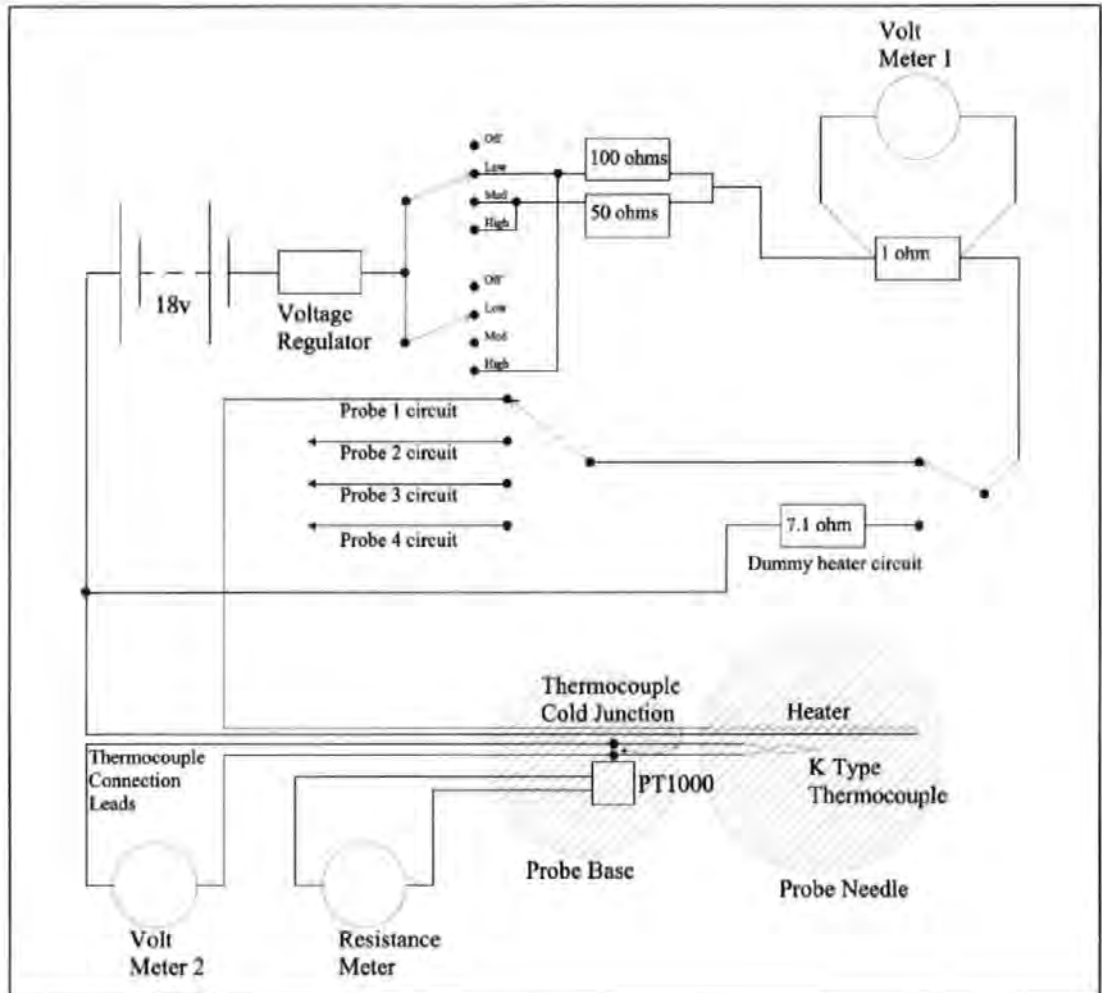 Volt
Meter 1
Off
Low
Med
High
100 ohms
50 ohms
1 ohm
18v
Voltage
Regulator
Off
Low
Med
High
Probe 1 circuit
Probe 2 circuit
Probe 3 circuit
Probe 4 circuit
7.1 ohm
Dummy heater circuit
Thermocouple
Cold Junction
Heater
Thermocouple
Connection
Leads
PT1000
K Type
Thermocouple
Probe Base
Probe Needle
Volt
Meter 2
Resistance
Meter